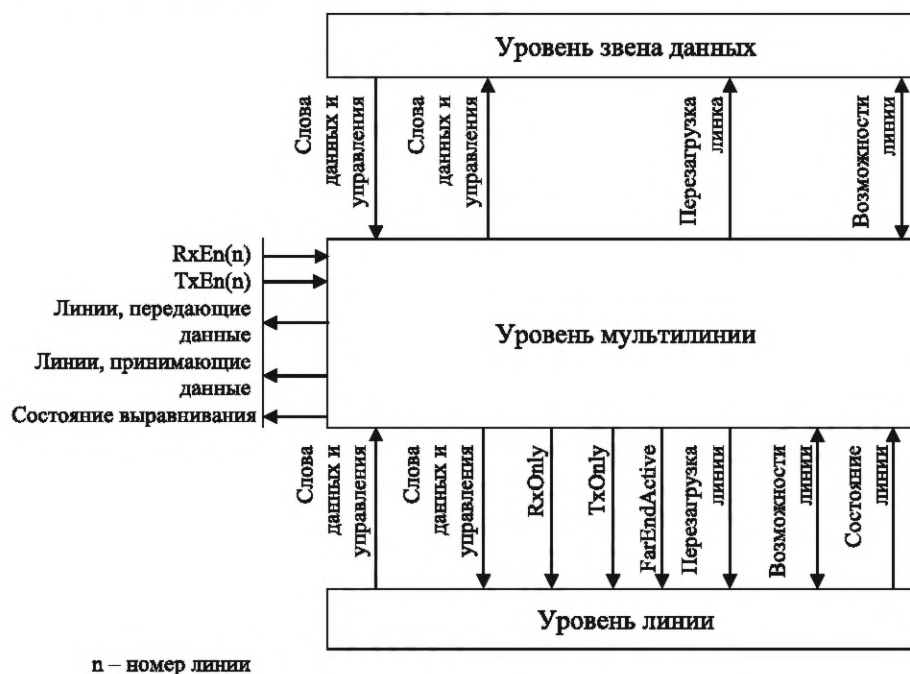 Уровень звена данных
Слова
данных и
управления
Слова
данных и
управления
Перезагрузка
линка
Возможности
линии
RxEn(n)
TxEn(n)
Линии, передающие
данные
Линии, принимающие
данные
Состояние выравнивания
Уровень мультилинии
Слова
данных и
управления
Слова
данных и
управления
RxOnly
TxOnly
FarEndActive
Перезагрузка
линии
Возможности
линии
Состояние
линии
Уровень линии
n – номер линии